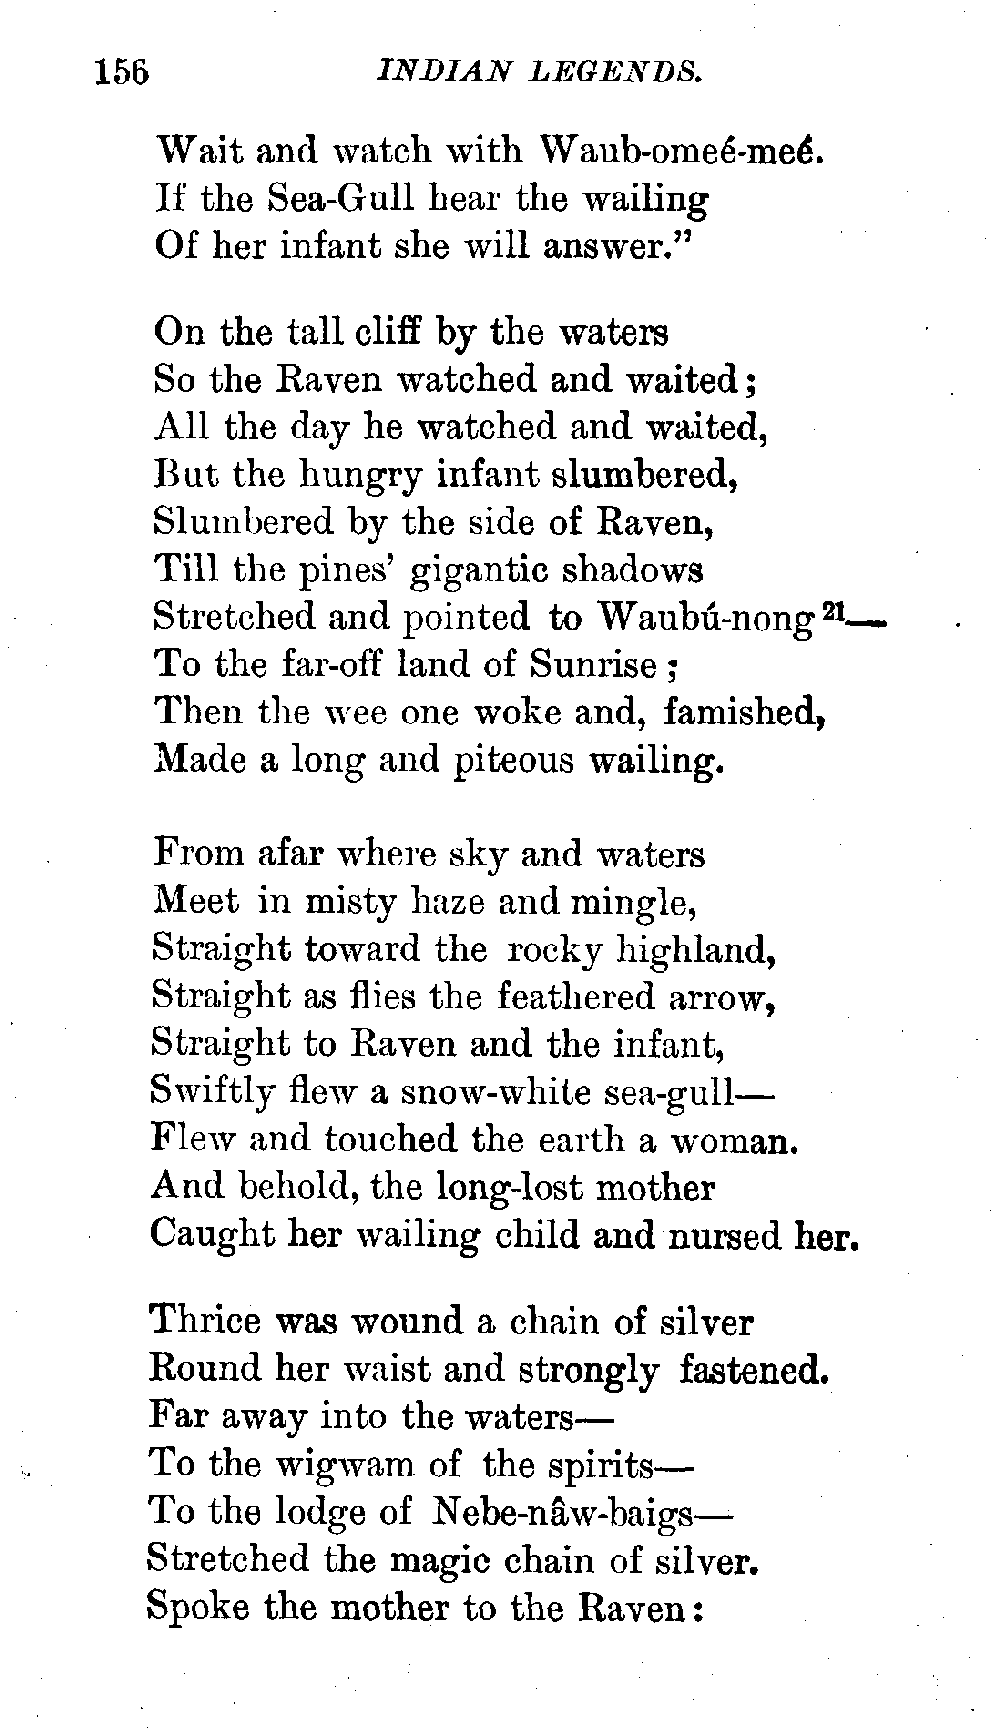 156 INDIAN LEGENDS.
Wait and watch with Waub-omeé-meé.
If the Sea-Gull hear the wailing
Of her infant she will answer.”
On the tall cliff by the waters
So the Raven watched and waited;
All the day he watched and waited,
But the hungry infant slumbered,
Slumbered by the side of Raven,
Till the pines’ gigantic shadows
Stretched and pointed to Waubú-nong 21—
To the far-off land of Sunrise;
Then the wee one woke and, famished,
Made a long and piteous wailing.
From afar where sky and waters
Meet in misty haze and mingle,
Straight toward the rocky highland,
Straight as flies the feathered arrow,
Straight to Raven and the infant,
Swiftly flew a snow-white sea-gull—
Flew and touched the earth a woman.
And behold, the long-lost mother
Caught her wailing child and nursed her.
Thrice was wound a chain of silver
Round her waist and strongly fastened.
Far away into the waters—
To the wigwam of the spirits—
To the lodge of Nebe-nâw-baigs—
Stretched the magic chain of silver.
Spoke the mother to the Raven: